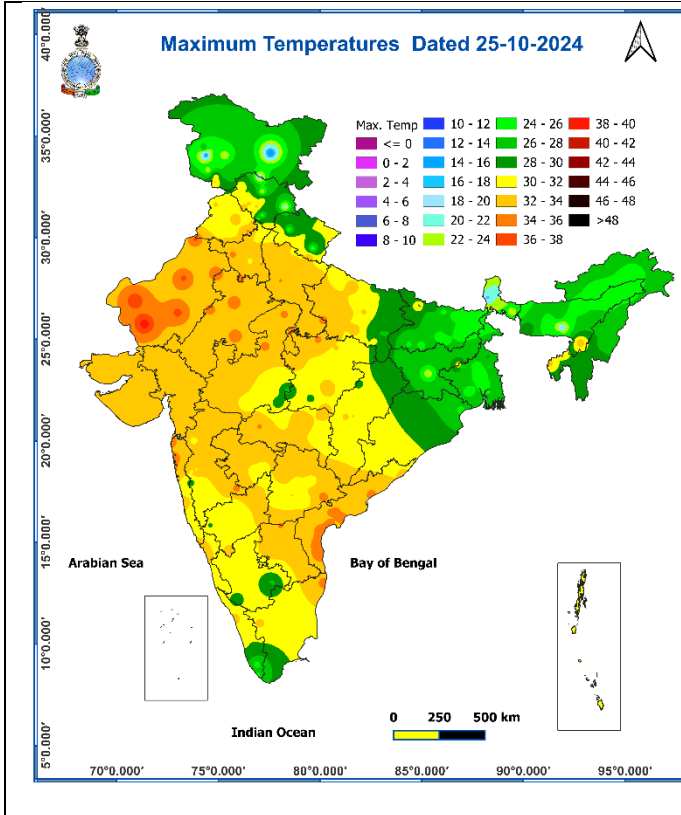 Maximum Temperatures Dated 25-10-2024
Max. Temp
<= 0
0 - 2
2 - 4
4 - 6
6 - 8
8 - 10
10 - 12
12 - 14
14 - 16
16 - 18
18 - 20
20 - 22
22 - 24
24 - 26
26 - 28
28 - 30
30 - 32
32 - 34
34 - 36
36 - 38
38 - 40
40 - 42
42 - 44
44 - 46
46 - 48
>48
40°0.000'
35°0.000'
30°0.000'
25°0.000'
20°0.000'
15°0.000'
10°0.000'
5°0.000'
Arabian Sea
Bay of Bengal
Indian Ocean
0 250 500 km
70°0.000' 75°0.000' 80°0.000' 85°0.000' 90°0.000' 95°0.000'